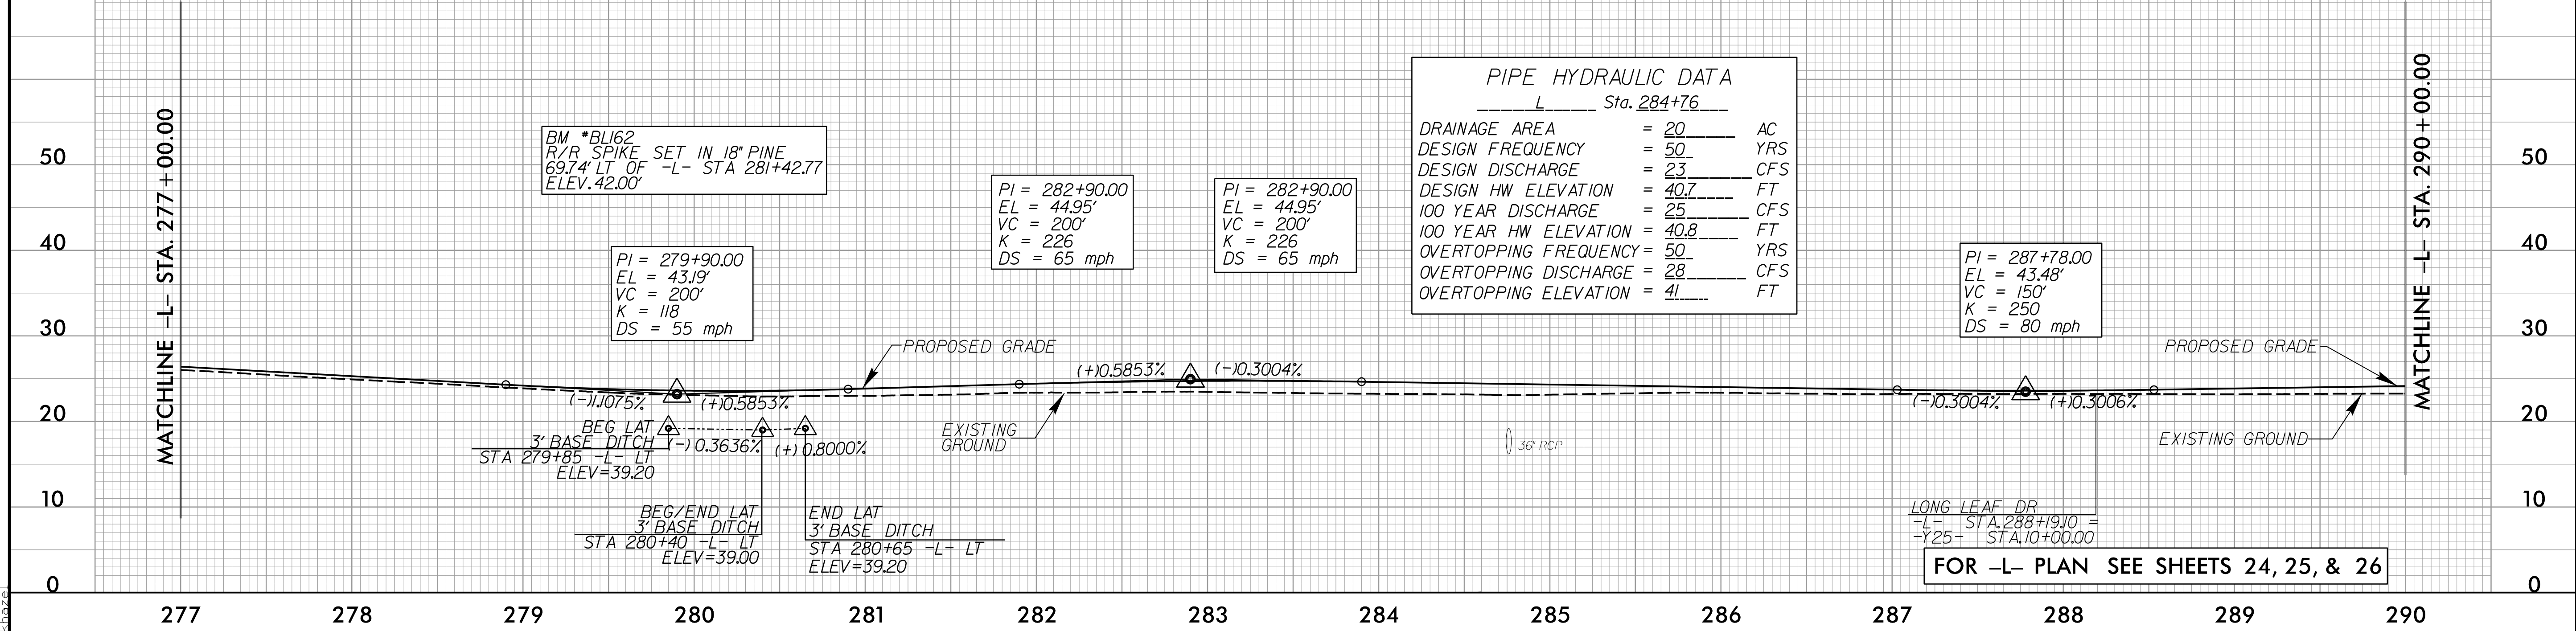 MATCHLINE -L- STA. 277+00.00
50
40
30
20
10
0
BM #BL162
R/R SPIKE SET IN 18" PINE
69.74' LT OF -L- STA 281+42.77
ELEV. 42.00'
PI = 279+90.00
EL = 43.19'
VC = 200'
K = 118
DS = 55 mph
PI = 282+90.00
EL = 44.95'
VC = 200'
K = 226
DS = 65 mph
PI = 282+90.00
EL = 44.95'
VC = 200'
K = 226
DS = 65 mph
PIPE HYDRAULIC DATA
L Sta. 284+76
DRAINAGE AREA = 20 AC
DESIGN FREQUENCY = 50 YRS
DESIGN DISCHARGE = 23 CFS
DESIGN HW ELEVATION = 40.7 FT
100 YEAR DISCHARGE = 25 CFS
100 YEAR HW ELEVATION = 40.8 FT
OVERTOPPING FREQUENCY = 50 YRS
OVERTOPPING DISCHARGE = 28 CFS
OVERTOPPING ELEVATION = 41 FT
PI = 287+78.00
EL = 43.48'
VC = 150'
K = 250
DS = 80 mph
MATCHLINE -L- STA. 290+00.00
50
40
30
20
10
0
PROPOSED GRADE
PROPOSED GRADE
(-)1.1075%
(+)0.5853%
(+)0.5853%
(-)0.3004%
(-)0.3004%
(+)0.3006%
EXISTING
GROUND
EXISTING GROUND
BEG LAT
3' BASE DITCH
STA 279+85 -L- LT
ELEV=39.20
(-)0.3636%
(+)0.8000%
36" RCP
BEG/END LAT
3' BASE DITCH
STA 280+40 -L- LT
ELEV=39.00
END LAT
3' BASE DITCH
STA 280+65 -L- LT
ELEV=39.20
LONG LEAF DR
-L- STA. 288+19.10 =
-Y25- STA. 10+00.00
FOR -L- PLAN SEE SHEETS 24, 25, & 26
277 278 279 280 281 282 283 284 285 286 287 288 289 290